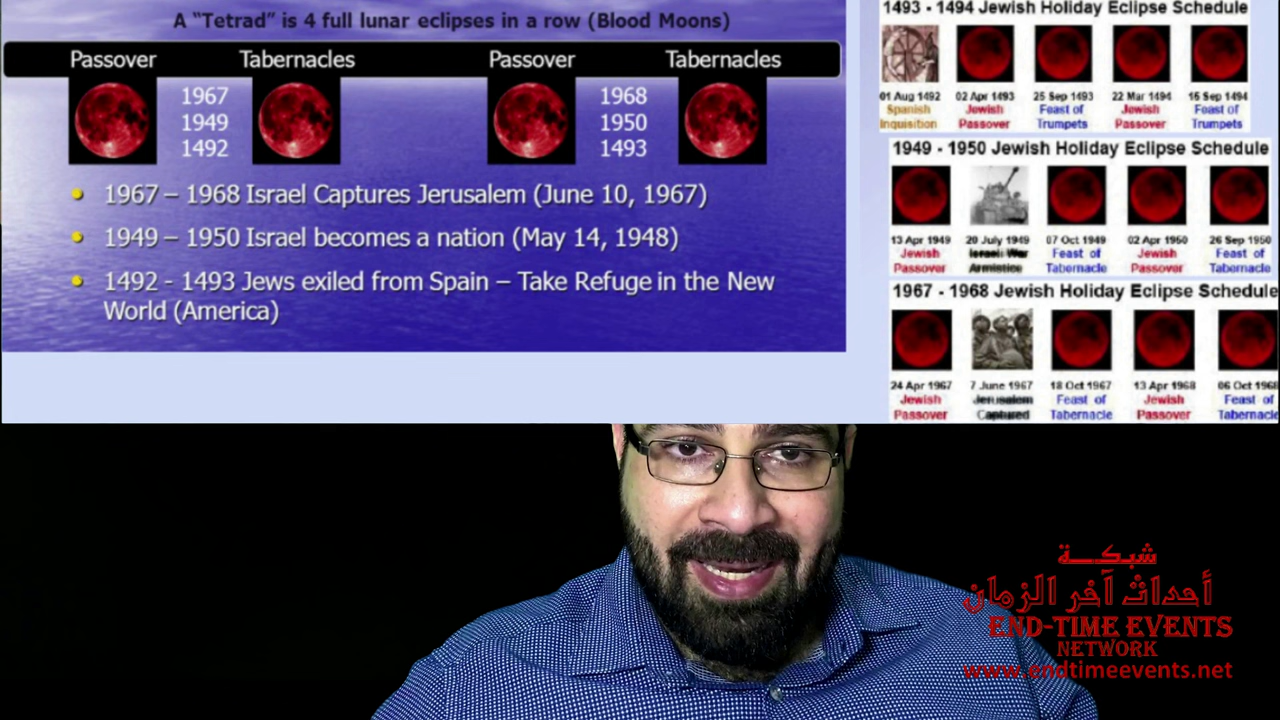 A “Tetrad” is 4 full lunar eclipses in a row (Blood Moons)
Passover Tabernacles Passover Tabernacles
1967
1949
1492
1968
1950
1493
1967 – 1968 Israel Captures Jerusalem (June 10, 1967)
1949 – 1950 Israel becomes a nation (May 14, 1948)
1492 - 1493 Jews exiled from Spain – Take Refuge in the New
World (America)
1493 - 1494 Jewish Holiday Eclipse Schedule
01 Aug 1492 02 Apr 1493 25 Sep 1493 22 Mar 1494 15 Sep 1494
Spanish Jewish Feast of Jewish Feast of
Inquisition Passover Trumpets Passover Trumpets
1949 - 1950 Jewish Holiday Eclipse Schedule
13 Apr 1949 20 July 1949 07 Oct 1949 02 Apr 1950 26 Sep 1950
Jewish Israeli War Feast of Jewish Feast of
Passover Armistice Tabernacle Passover Tabernacle
1967 - 1968 Jewish Holiday Eclipse Schedule
24 Apr 1967 7 June 1967 18 Oct 1967 13 Apr 1968 06 Oct 1968
Jewish Jerusalem Feast of Jewish Feast of
Passover Captured Tabernacle Passover Tabernacle
شبكة
أحداث آخر الزمان
END-TIME EVENTS
NETWORK
www.endtimeevents.net